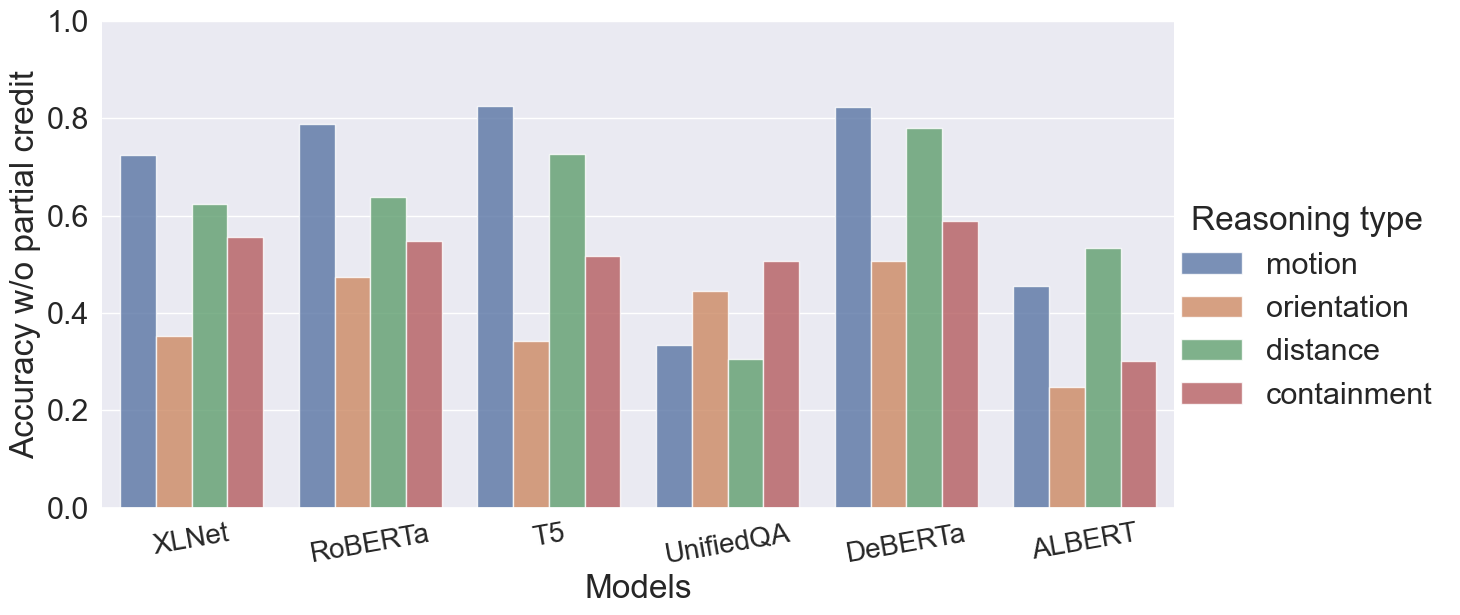 Accuracy w/o partial credit
1.0
0.8
0.6
0.4
0.2
0.0
XLNet
RoBERTa
T5
UnifiedQA
DeBERTa
ALBERT
Models
Reasoning type
motion
orientation
distance
containment